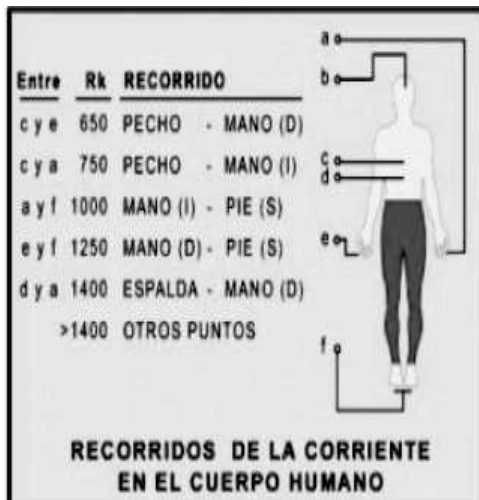 Entre Rk RECORRIDO
c y e 650 PECHO - MANO (D)
c y a 750 PECHO - MANO (I)
a y f 1000 MANO (I) - PIE (S)
e y f 1250 MANO (D) - PIE (S)
d y a 1400 ESPALDA - MANO (D)
>1400 OTROS PUNTOS
a
b
c
d
e
f
RECORRIDOS DE LA CORRIENTE
EN EL CUERPO HUMANO